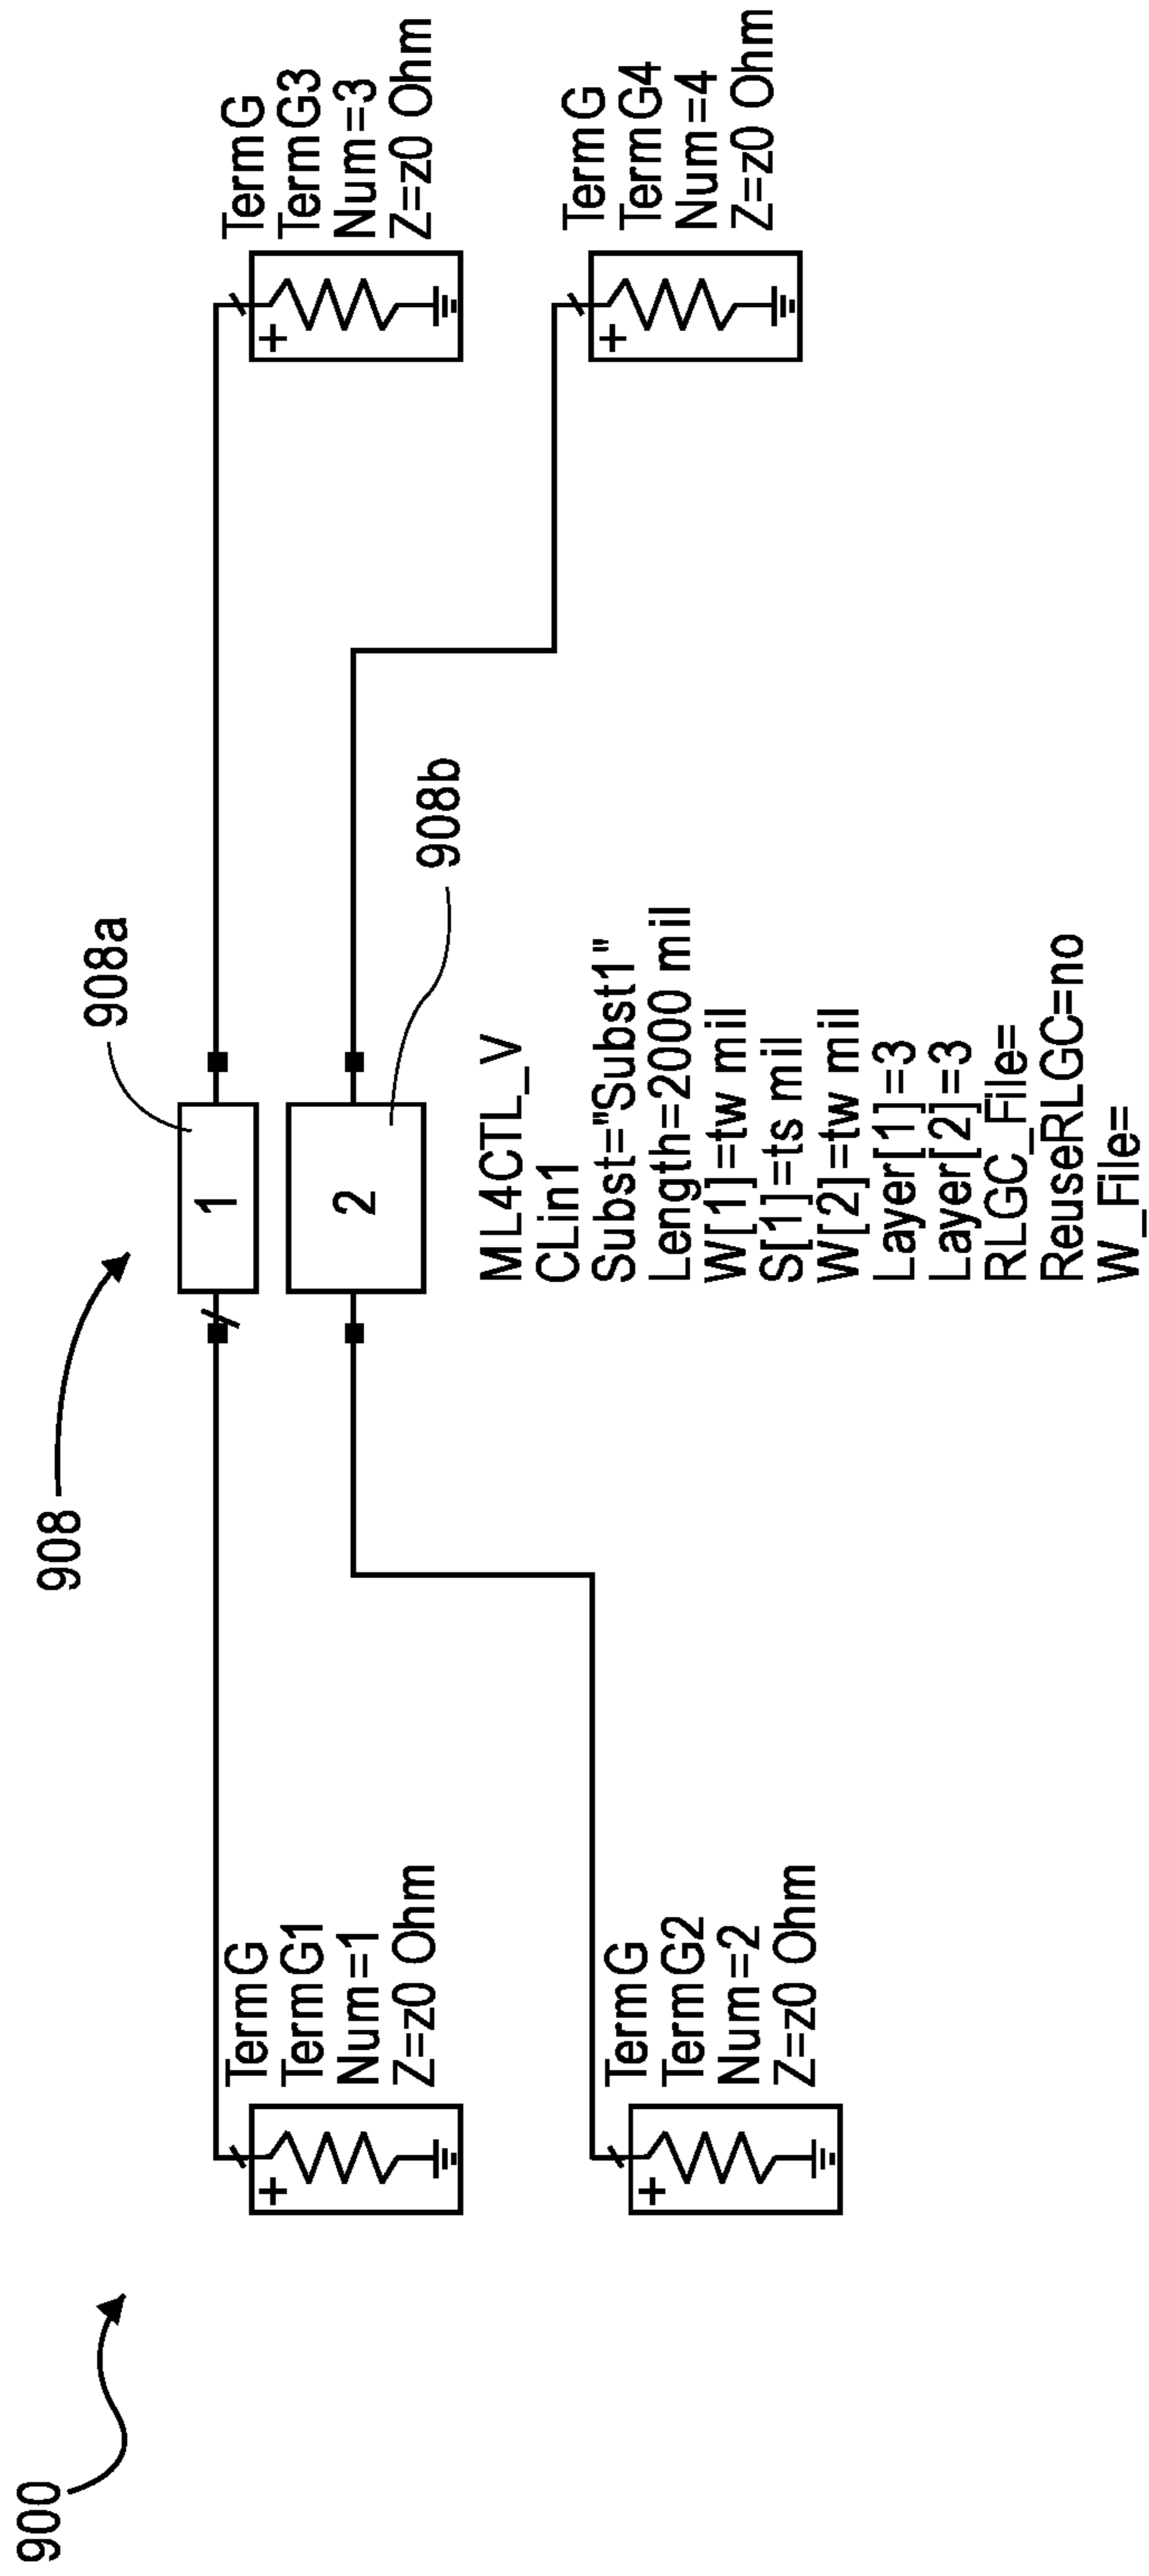 900
908
908a
1
2
908b
TermG
TermG1
Num=1
Z=z0 Ohm
TermG
TermG2
Num=2
Z=z0 Ohm
ML4CTL_V
CLin1
Subst="Subst1"
Length=2000 mil
W[1]=tw mil
S[1]=ts mil
W[2]=tw mil
Layer[1]=3
Layer[2]=3
RLGC_File=
ReuseRLGC=no
W_File=
TermG
TermG3
Num=3
Z=z0 Ohm
TermG
TermG4
Num=4
Z=z0 Ohm